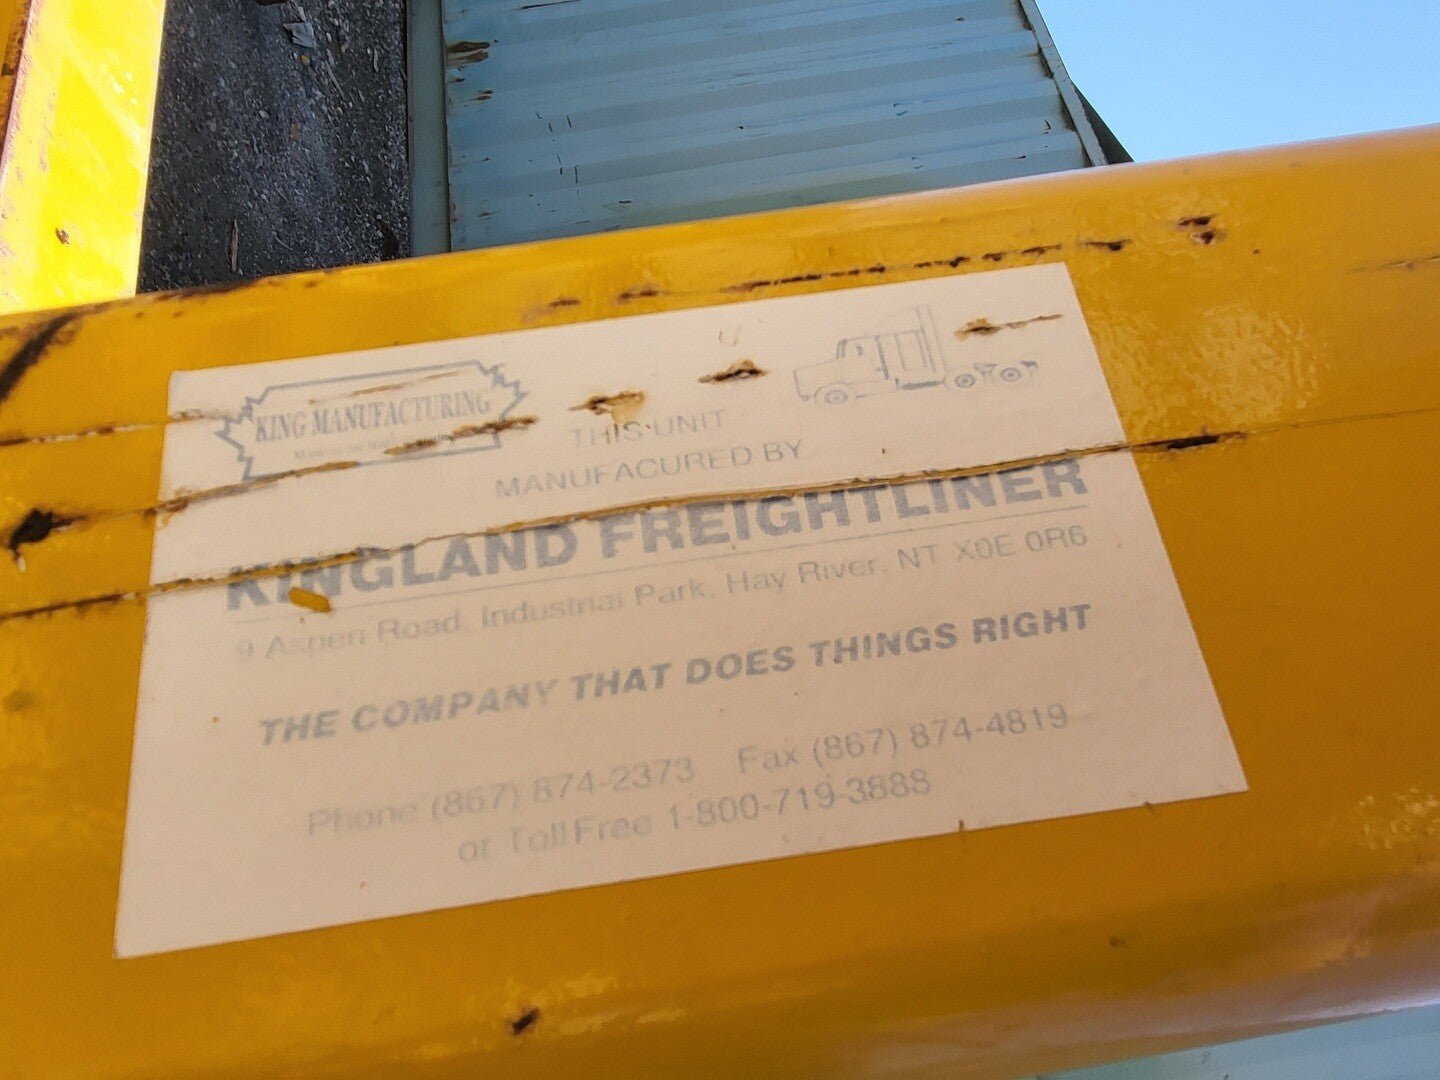 KING MANUFACTURING
THIS UNIT
MANUFACURED BY
KINGLAND FREIGHTLINER
9 Aspen Road, Industrial Park, Hay River, NT X0E 0R6
THE COMPANY THAT DOES THINGS RIGHT
Phone (867) 874-2373 Fax (867) 874-4819
or Toll Free 1-800-719-3888